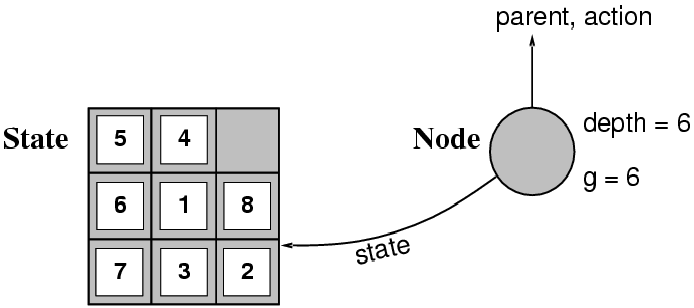 parent, action
State
5 4
6 1 8
7 3 2
Node
depth = 6
g = 6
state